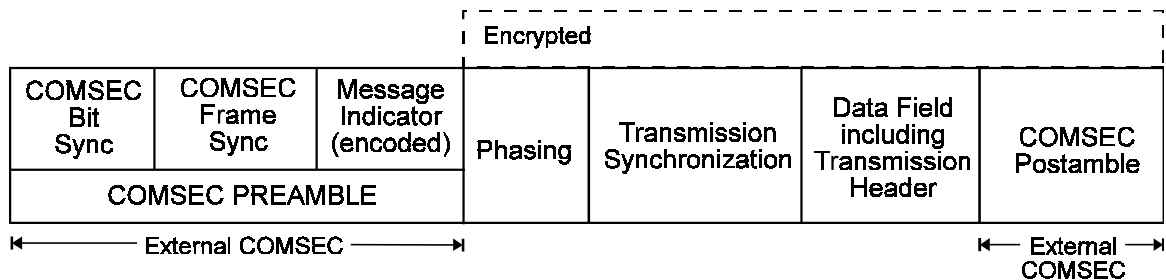 Encrypted
COMSEC
Bit
Sync
COMSEC
Frame
Sync
Message
Indicator
(encoded)
COMSEC PREAMBLE
Phasing
Transmission
Synchronization
Data Field
including
Transmission
Header
COMSEC
Postamble
External COMSEC
External
COMSEC